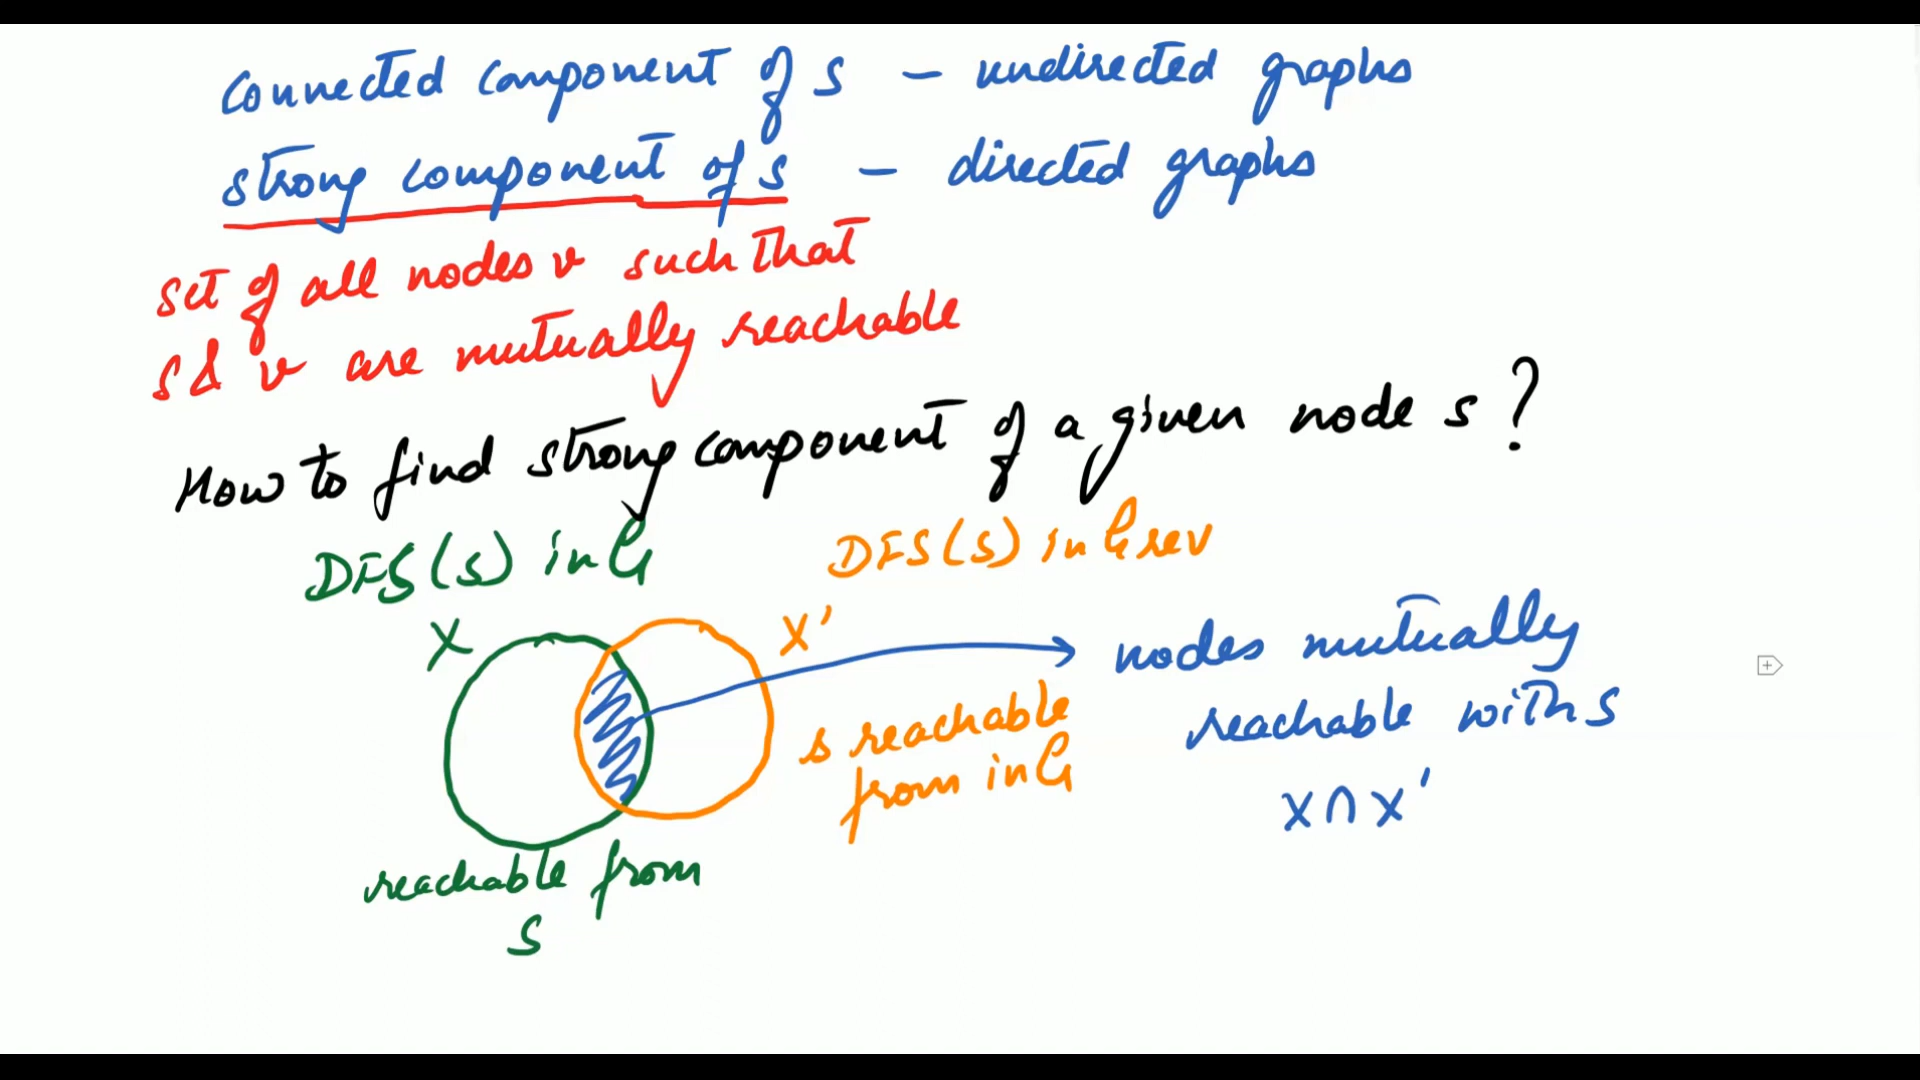 Connected component of s – undirected graphs
strong component of s – directed graphs
set of all nodes v such that
s & v are mutually reachable
How to find strong component of a given node s?
DFS(s) in G
DFS(s) in Grev
X
X'
nodes mutually
reachable with s
s reachable
from in G
X ∩ X'
reachable from
s